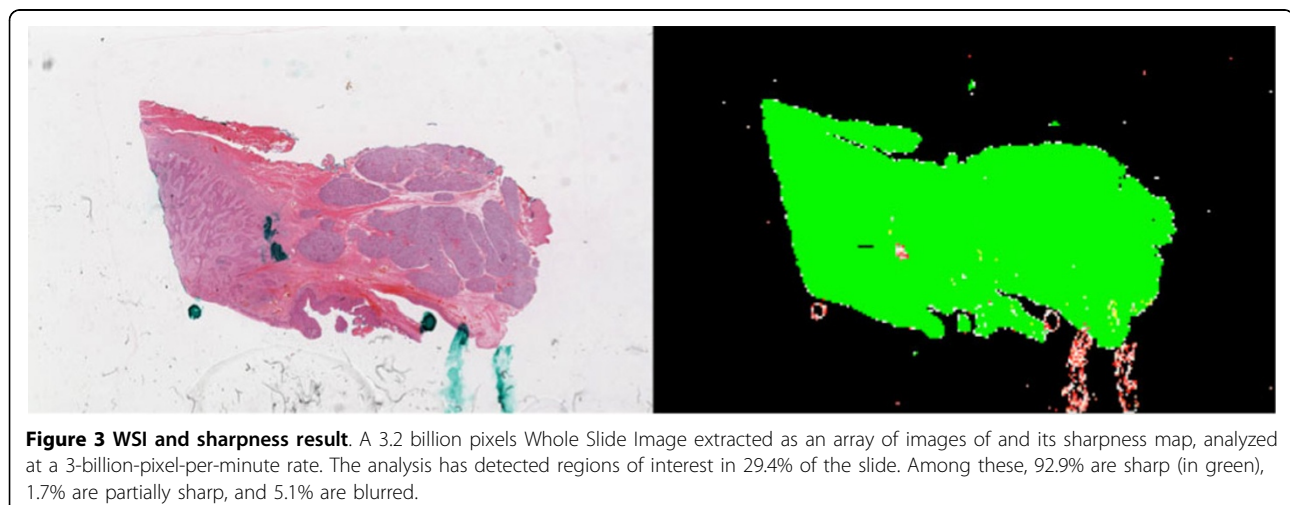 Figure 3 WSI and sharpness result. A 3.2 billion pixels Whole Slide Image extracted as an array of images of and its sharpness map, analyzed
at a 3-billion-pixel-per-minute rate. The analysis has detected regions of interest in 29.4% of the slide. Among these, 92.9% are sharp (in green),
1.7% are partially sharp, and 5.1% are blurred.